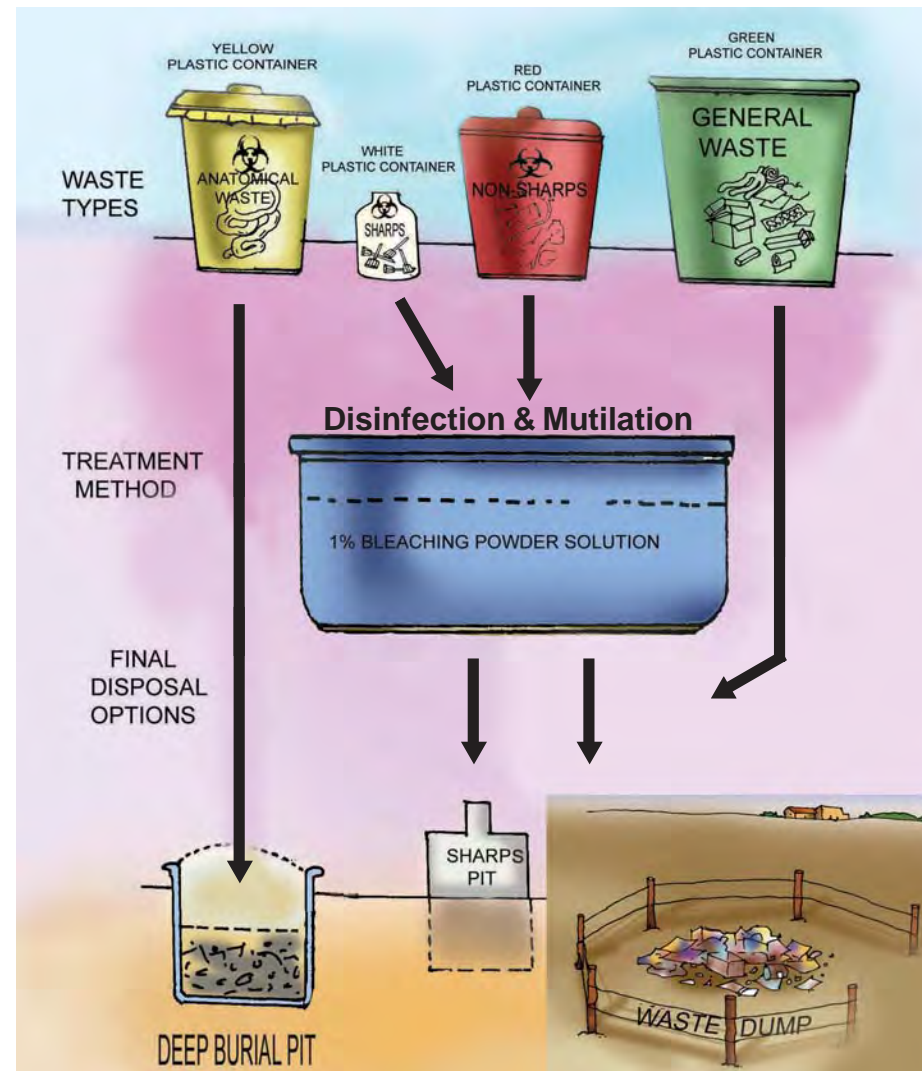 YELLOW
PLASTIC CONTAINER
WHITE
PLASTIC CONTAINER
RED
PLASTIC CONTAINER
GREEN
PLASTIC CONTAINER
WASTE
TYPES
ANATOMICAL
WASTE
SHARPS
NON-SHARPS
GENERAL
WASTE
Disinfection & Mutilation
TREATMENT
METHOD
1% BLEACHING POWDER SOLUTION
FINAL
DISPOSAL
OPTIONS
SHARPS
PIT
DEEP BURIAL PIT
WASTE DUMP